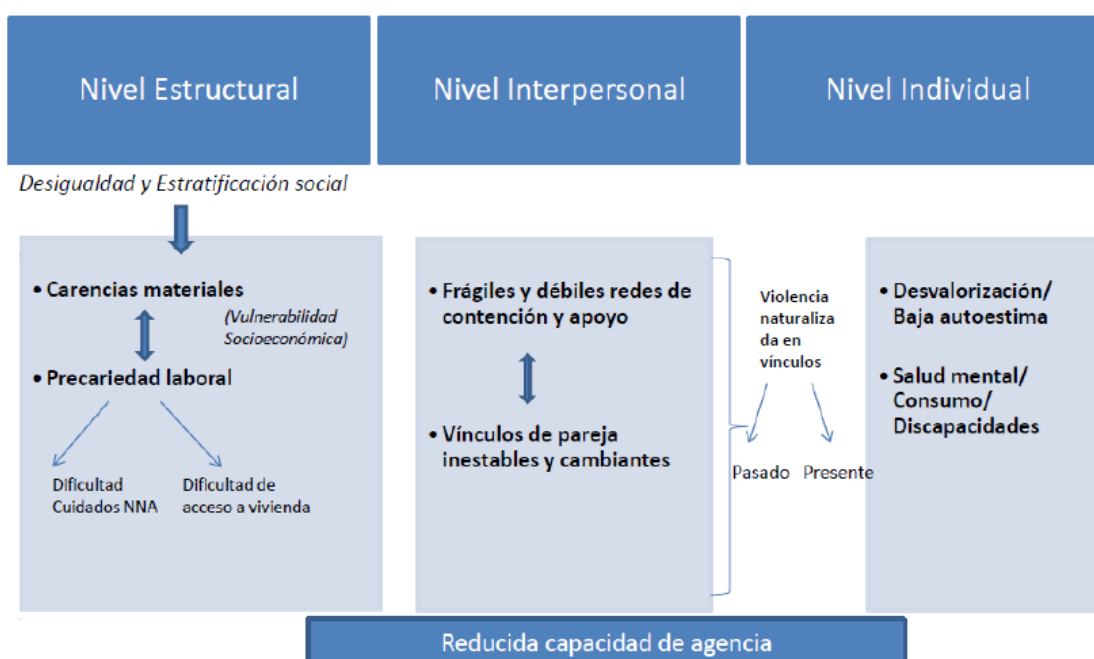 Nivel Estructural
Nivel Interpersonal
Nivel Individual
Desigualdad y Estratificación social
• Carencias materiales
(Vulnerabilidad
Socioeconómica)
• Precariedad laboral
Dificultad
Cuidados NNA
Dificultad de
acceso a vivienda
• Frágiles y débiles redes de
contención y apoyo
• Vínculos de pareja
inestables y cambiantes
Violencia
naturaliza
da en
vínculos
Pasado
Presente
• Desvalorización/
Baja autoestima
• Salud mental/
Consumo/
Discapacidades
Reducida capacidad de agencia